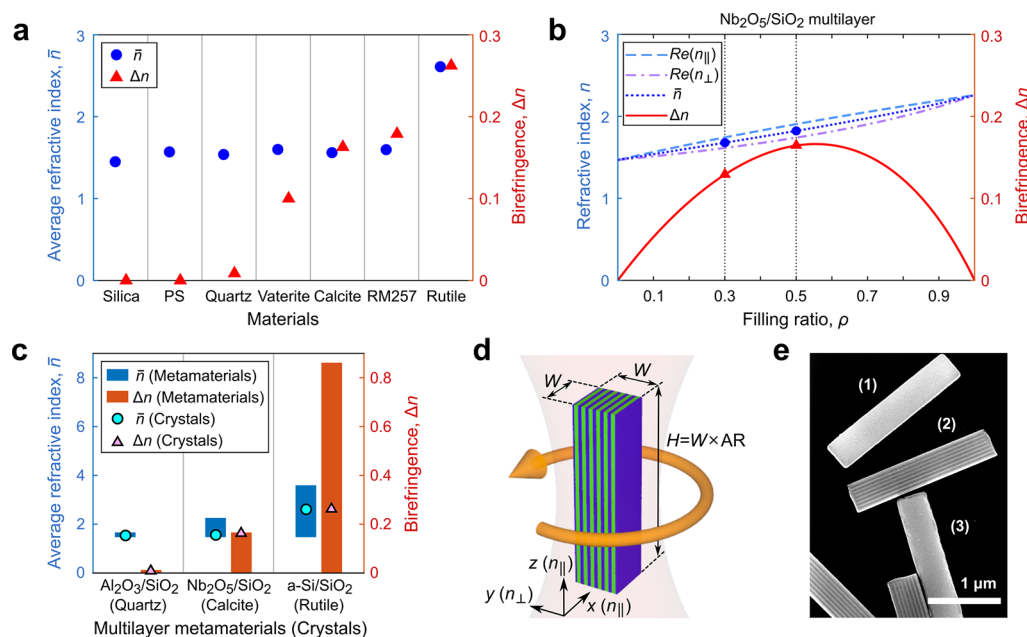 a
3
2
1
0
Average refractive index, n̄
n̄
Δn
0.3
0.2
0.1
0
Birefringence, Δn
Silica PS Quartz Vaterite Calcite RM257 Rutile
Materials
b
Nb₂O₅/SiO₂ multilayer
3
2
1
0
Refractive index, n
Re(n∥)
Re(n⊥)
n̄
Δn
0.3
0.2
0.1
0
Birefringence, Δn
0.1 0.3 0.5 0.7 0.9
Filling ratio, ρ
c
8
6
4
2
0
Average refractive index, n̄
n̄ (Metamaterials)
Δn (Metamaterials)
n̄ (Crystals)
Δn (Crystals)
0.8
0.6
0.4
0.2
0
Birefringence, Δn
Al₂O₃/SiO₂ Nb₂O₅/SiO₂ a-Si/SiO₂
(Quartz) (Calcite) (Rutile)
Multilayer metamaterials (Crystals)
d
W W
H=W×AR
z (n∥)
y (n⊥)
x (n∥)
e
(1)
(2)
(3)
1 μm